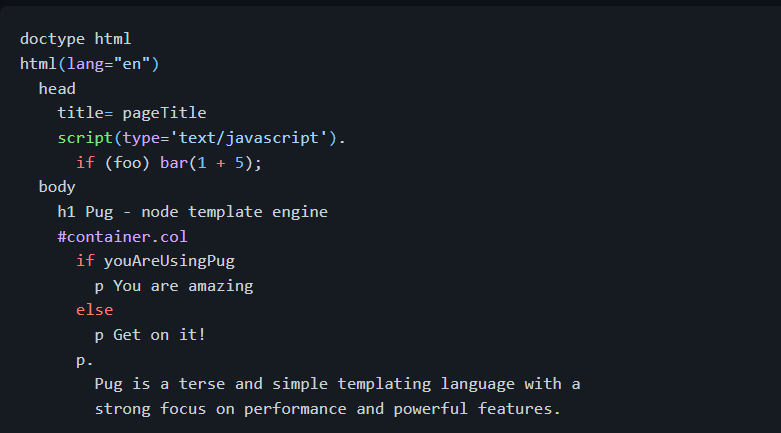 doctype html
html(lang="en")
  head
    title= pageTitle
    script(type='text/javascript').
      if (foo) bar(1 + 5);
  body
    h1 Pug - node template engine
    #container.col
      if youAreUsingPug
        p You are amazing
      else
        p Get on it!
      p.
        Pug is a terse and simple templating language with a
        strong focus on performance and powerful features.